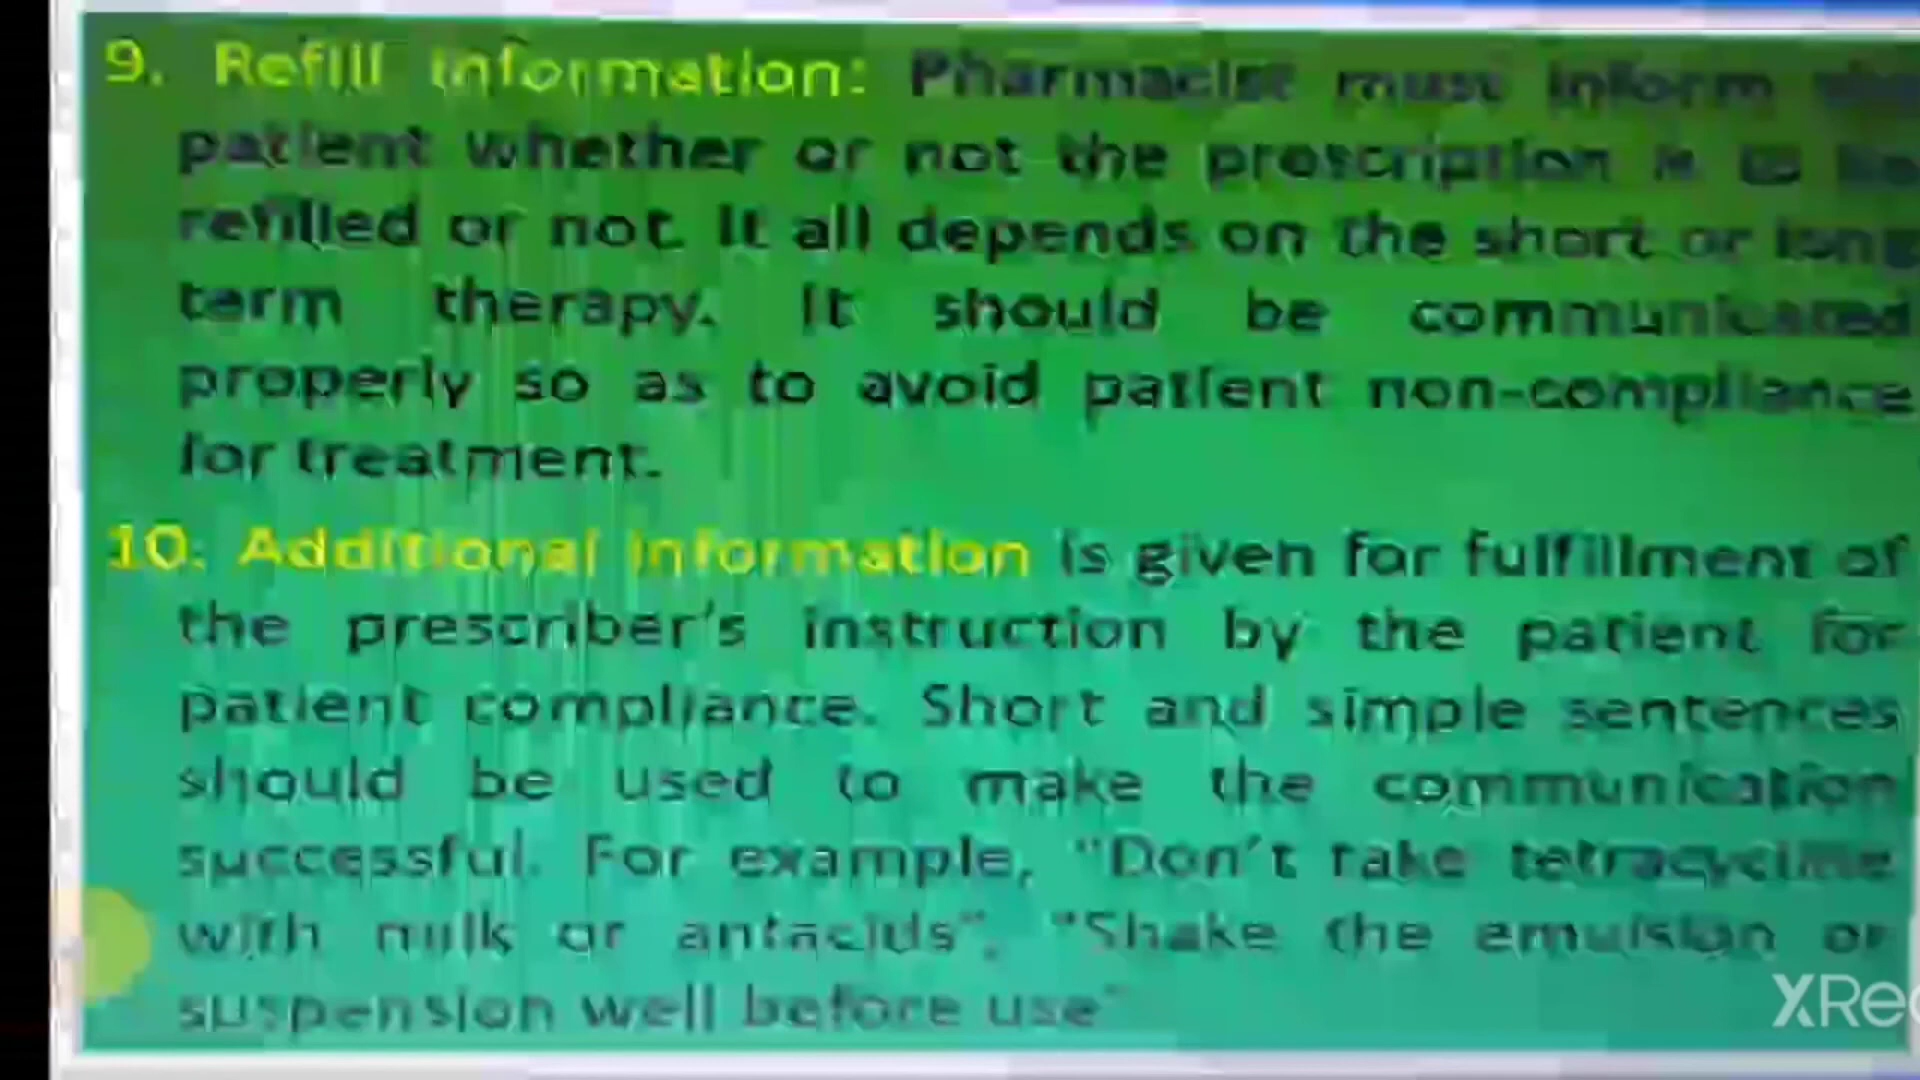 9. Refill information: Pharmacist must inform the
patient whether or not the prescription is to be
refilled or not. It all depends on the short or long
term therapy. It should be communicated
properly so as to avoid patient non-compliance
for treatment.
10. Additional information is given for fulfillment of
the prescriber's instruction by the patient for
patient compliance. Short and simple sentences
should be used to make the communication
successful. For example, "Don't take tetracycline
with milk or antacids", "Shake the emulsion or
suspension well before use"
XRec